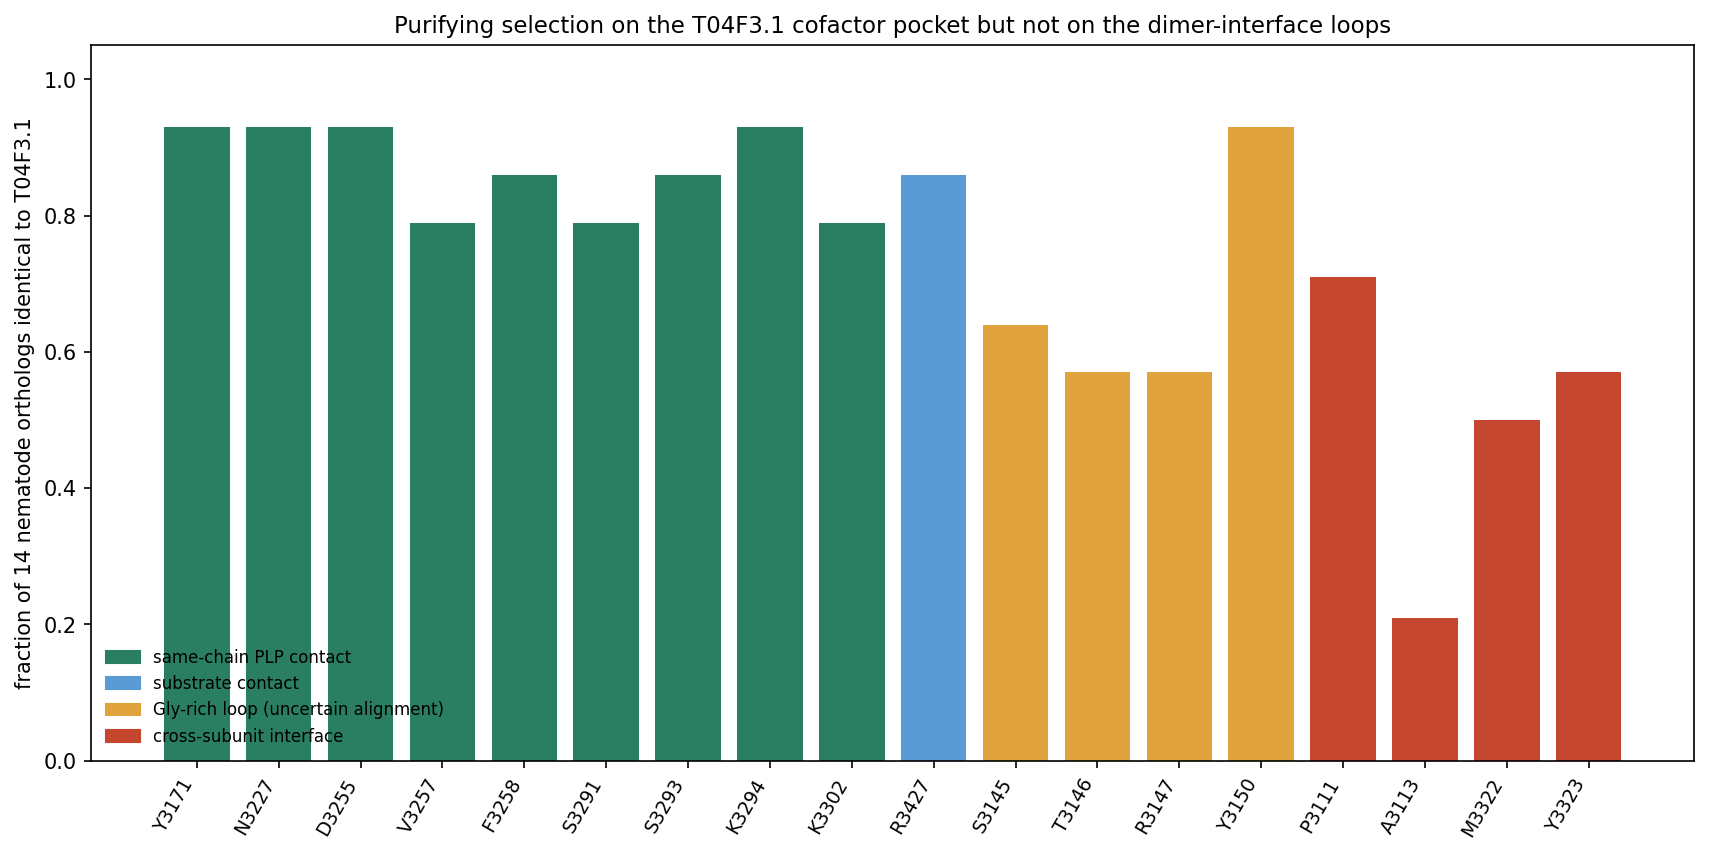 Purifying selection on the T04F3.1 cofactor pocket but not on the dimer-interface loops
fraction of 14 nematode orthologs identical to T04F3.1
1.0
0.8
0.6
0.4
0.2
0.0
same-chain PLP contact
substrate contact
Gly-rich loop (uncertain alignment)
cross-subunit interface
Y3171
N3227
D3255
V3257
F3258
S3291
S3293
K3294
K3302
R3427
S3145
T3146
R3147
Y3150
P3111
A3113
M3322
Y3323